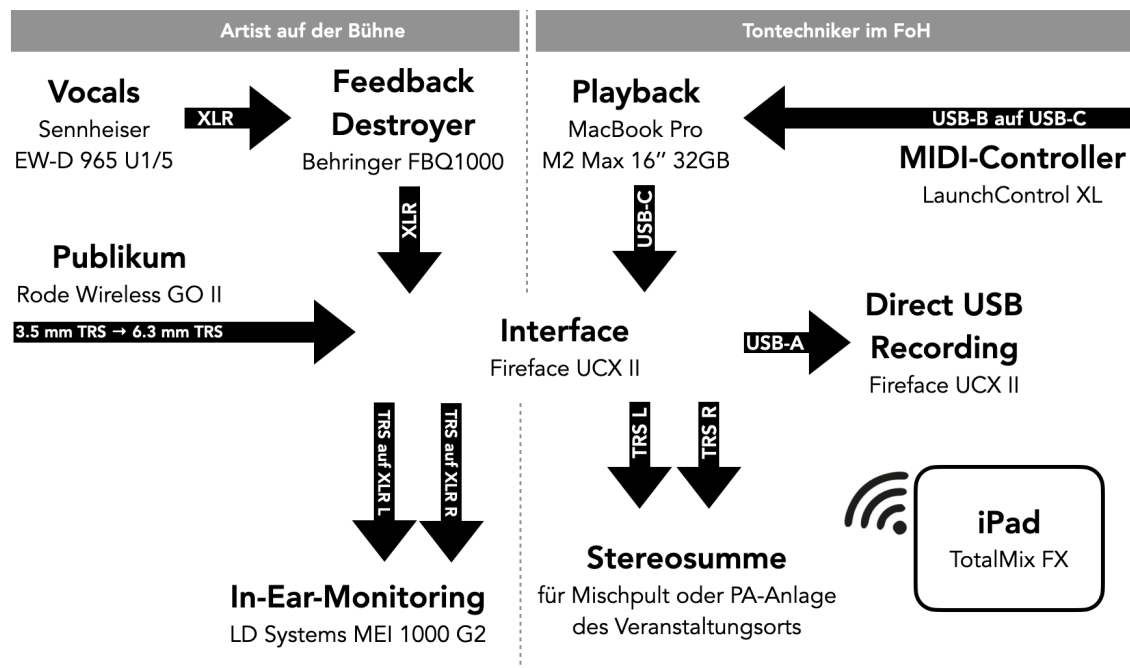 Artist auf der Bühne
Tontechniker im FoH
Vocals
Sennheiser
EW-D 965 U1/5
XLR
Feedback
Destroyer
Behringer FBQ1000
Playback
MacBook Pro
M2 Max 16” 32GB
USB-B auf USB-C
MIDI-Controller
LaunchControl XL
XLR
USB-C
Publikum
Rode Wireless GO II
3.5 mm TRS → 6.3 mm TRS
Interface
Fireface UCX II
USB-A
Direct USB
Recording
Fireface UCX II
TRS auf XLR L
TRS auf XLR R
TRS L
TRS R
In-Ear-Monitoring
LD Systems MEI 1000 G2
Stereosumme
für Mischpult oder PA-Anlage
des Veranstaltungsorts
iPad
TotalMix FX